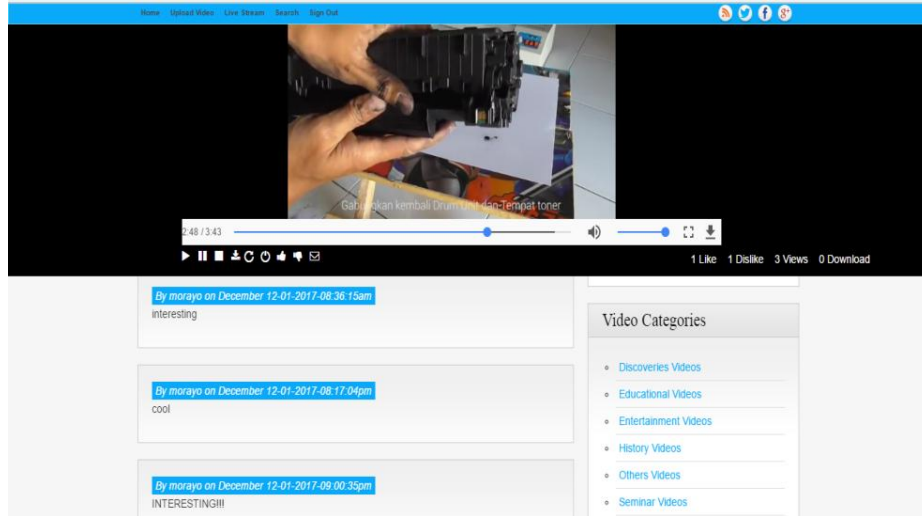 Home Upload Video Live Stream Search Sign Out
Gabungkan kembali Drum Unit dan Tempat toner
2:48 / 3:43
1 Like 1 Dislike 3 Views 0 Download
By morayo on December 12-01-2017-08:36:15am
interesting
By morayo on December 12-01-2017-08:17:04pm
cool
By morayo on December 12-01-2017-09:00:35pm
INTERESTING!!!
Video Categories
Discoveries Videos
Educational Videos
Entertainment Videos
History Videos
Others Videos
Seminar Videos